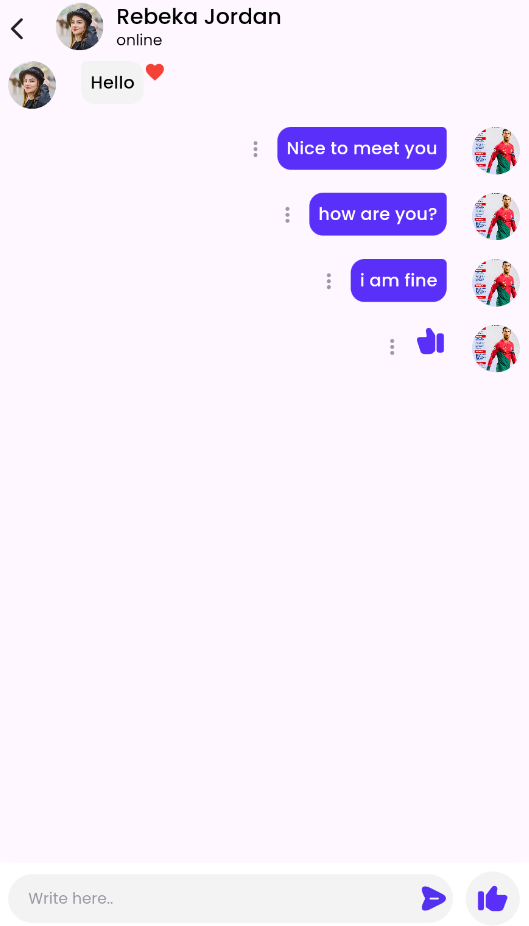 Rebeka Jordan
online
Hello
Nice to meet you
how are you?
i am fine
Write here..